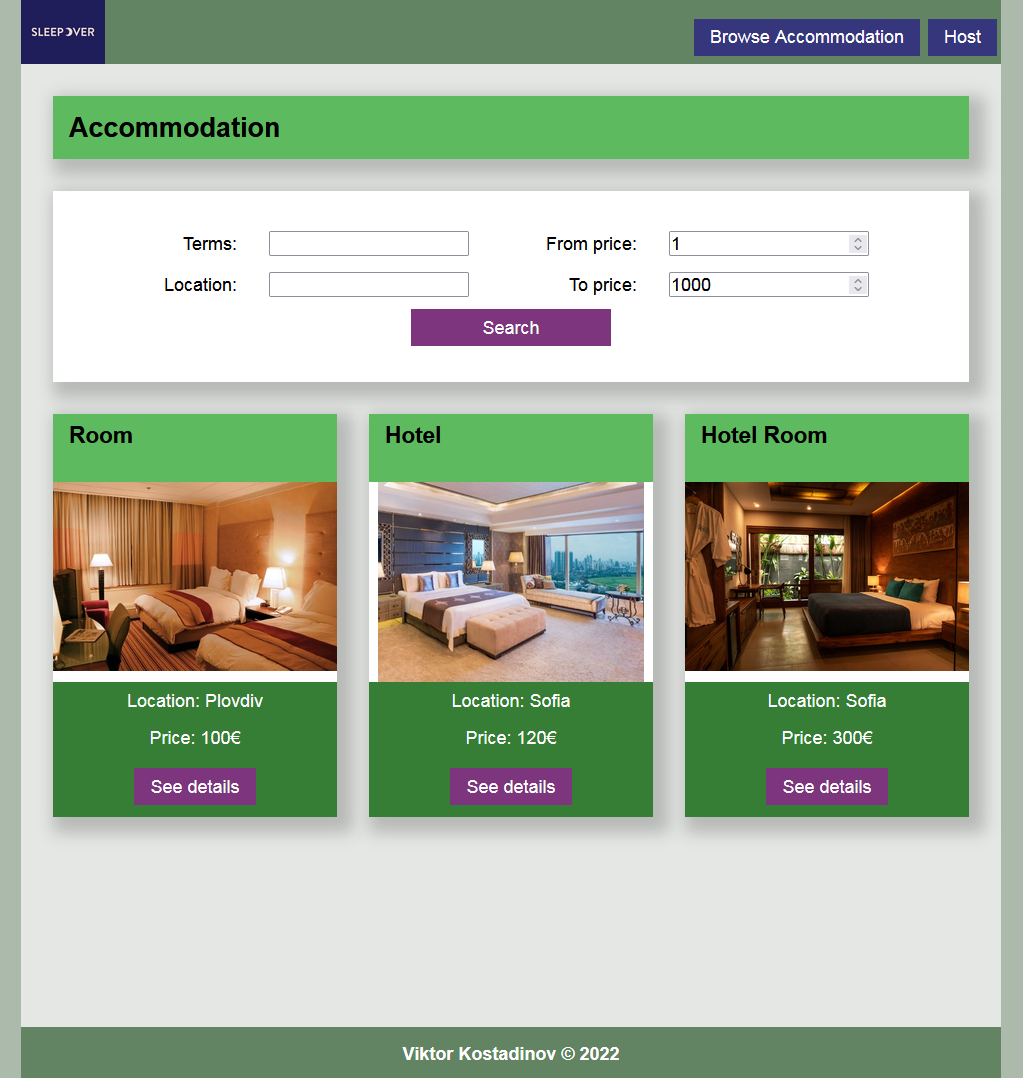 SLEEPOVER
Browse Accommodation
Host
Accommodation
Terms:
From price: 1
Location:
To price: 1000
Search
Room
Hotel
Hotel Room
Location: Plovdiv
Location: Sofia
Location: Sofia
Price: 100€
Price: 120€
Price: 300€
See details
See details
See details
Viktor Kostadinov © 2022